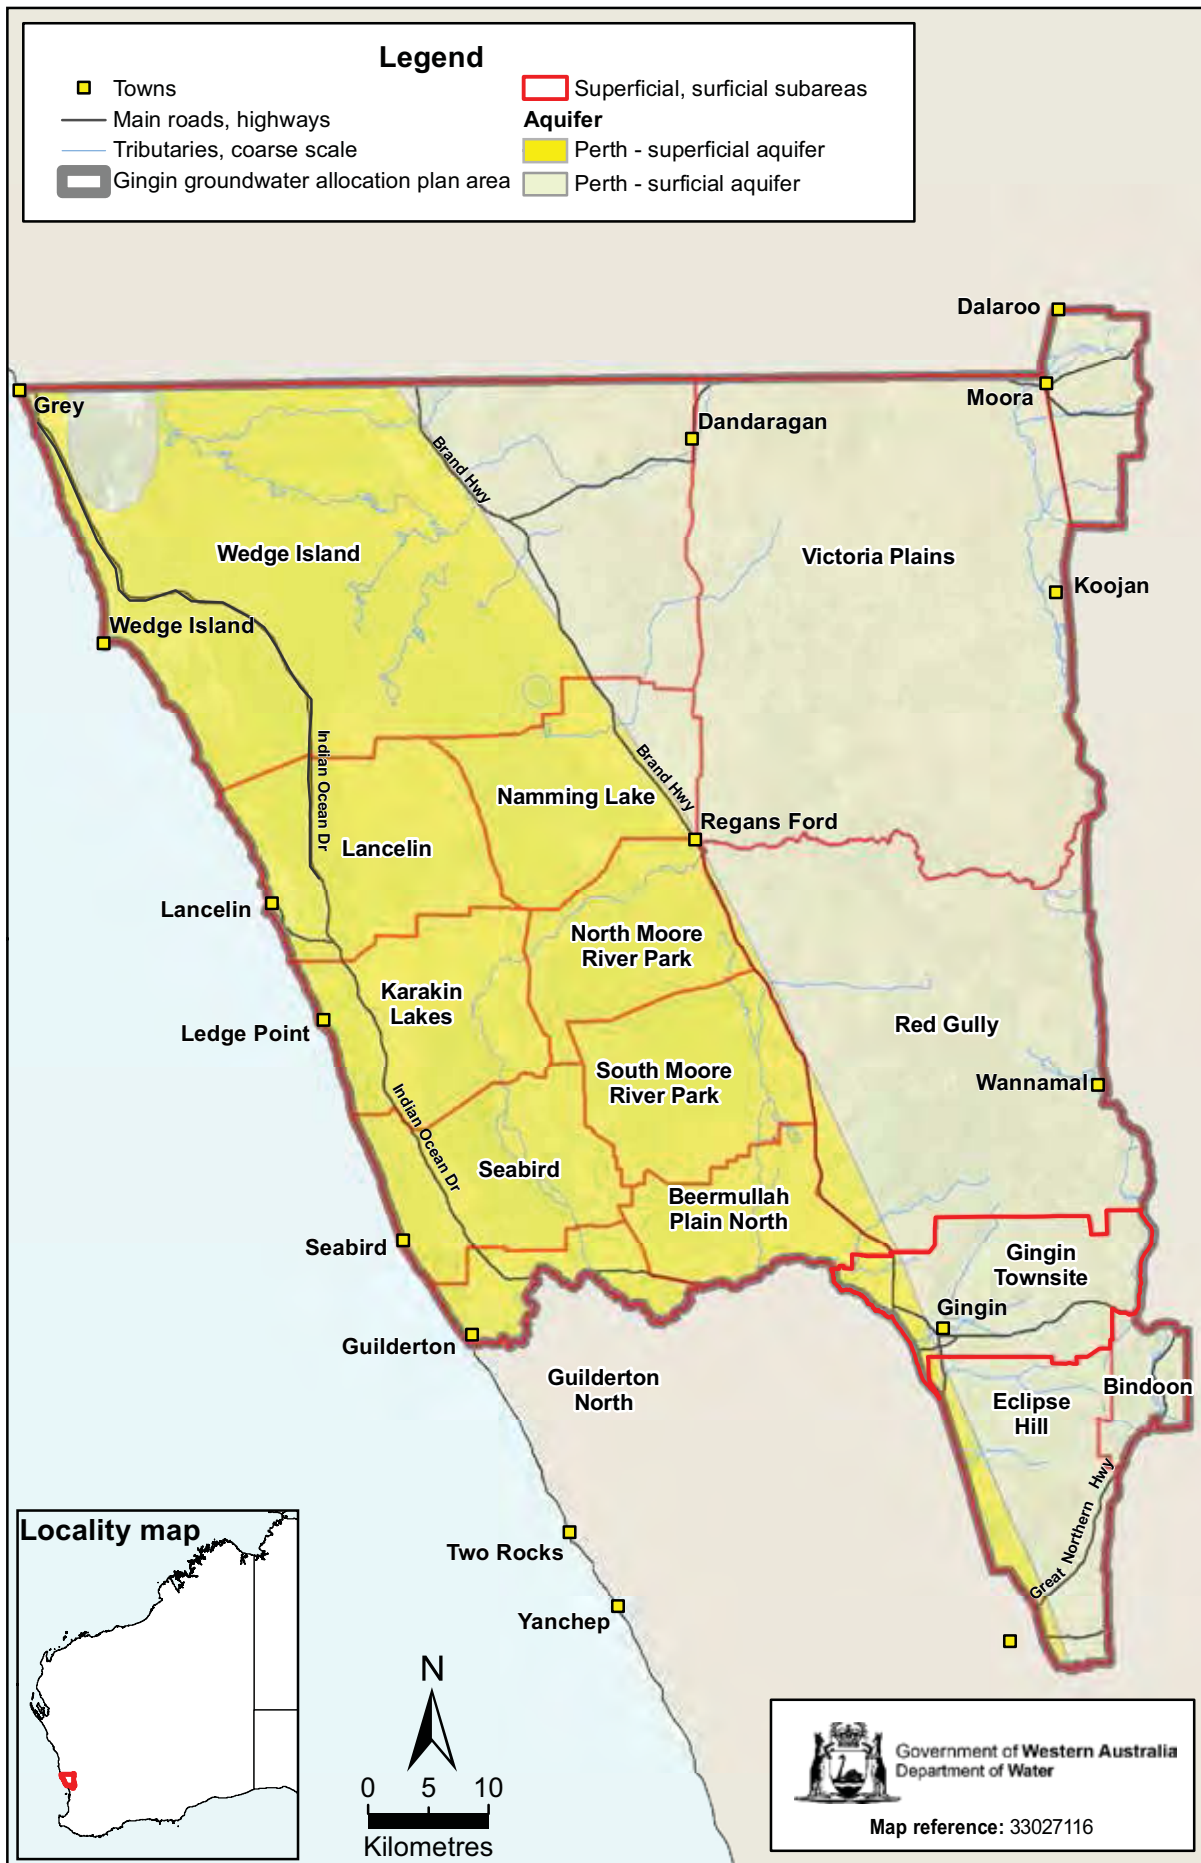 Legend
Towns
Main roads, highways
Tributaries, coarse scale
Gingin groundwater allocation plan area
Superficial, surficial subareas
Aquifer
Perth - superficial aquifer
Perth - surficial aquifer
Dalaroo
Grey
Moora
Dandaragan
Brand Hwy
Wedge Island
Victoria Plains
Koojan
Wedge Island
Indian Ocean Dr
Brand Hwy
Namming Lake
Regans Ford
Lancelin
Lancelin
North Moore
River Park
Karakin
Lakes
Ledge Point
Red Gully
South Moore
River Park
Wannamal
Indian Ocean Dr
Seabird
Beermullah
Plain North
Seabird
Gingin
Townsite
Gingin
Guilderton
Guilderton
North
Eclipse
Hill
Bindoon
Great Northern Hwy
Locality map
Two Rocks
Yanchep
N
0 5 10
Kilometres
Government of Western Australia
Department of Water
Map reference: 33027116